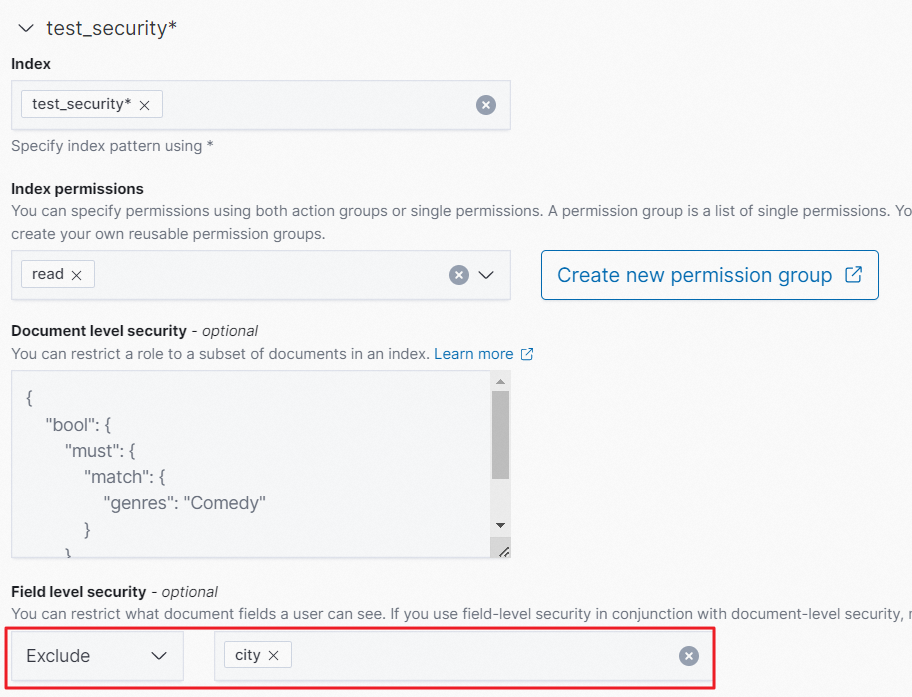 test_security*
Index
test_security*
Specify index pattern using *
Index permissions
You can specify permissions using both action groups or single permissions. A permission group is a list of single permissions. Yo
create your own reusable permission groups.
read
Create new permission group
Document level security - optional
You can restrict a role to a subset of documents in an index. Learn more
{
"bool": {
"must": {
"match": {
"genres": "Comedy"
}
}
Field level security - optional
You can restrict what document fields a user can see. If you use field-level security in conjunction with document-level security,
Exclude
city